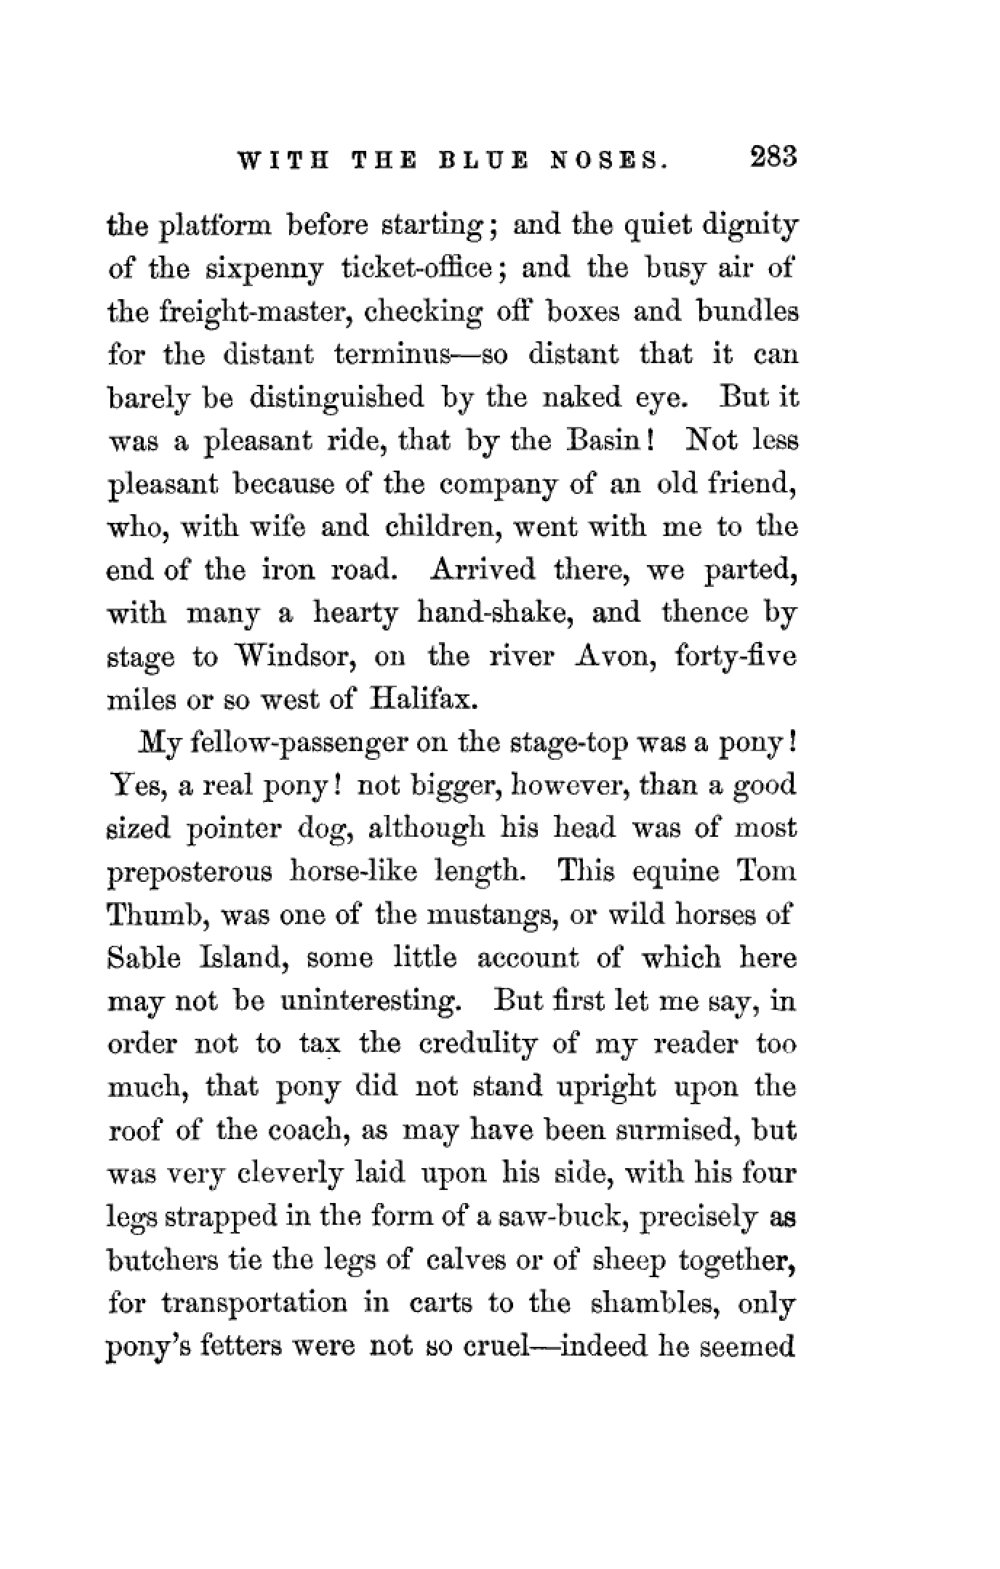 WITH THE BLUE NOSES. 283
the platform before starting; and the quiet dignity
of the sixpenny ticket-office; and the busy air of
the freight-master, checking off boxes and bundles
for the distant terminus—so distant that it can
barely be distinguished by the naked eye. But it
was a pleasant ride, that by the Basin! Not less
pleasant because of the company of an old friend,
who, with wife and children, went with me to the
end of the iron road. Arrived there, we parted,
with many a hearty hand-shake, and thence by
stage to Windsor, on the river Avon, forty-five
miles or so west of Halifax.
My fellow-passenger on the stage-top was a pony!
Yes, a real pony! not bigger, however, than a good
sized pointer dog, although his head was of most
preposterous horse-like length. This equine Tom
Thumb, was one of the mustangs, or wild horses of
Sable Island, some little account of which here
may not be uninteresting. But first let me say, in
order not to tax the credulity of my reader too
much, that pony did not stand upright upon the
roof of the coach, as may have been surmised, but
was very cleverly laid upon his side, with his four
legs strapped in the form of a saw-buck, precisely as
butchers tie the legs of calves or of sheep together,
for transportation in carts to the shambles, only
pony's fetters were not so cruel—indeed he seemed